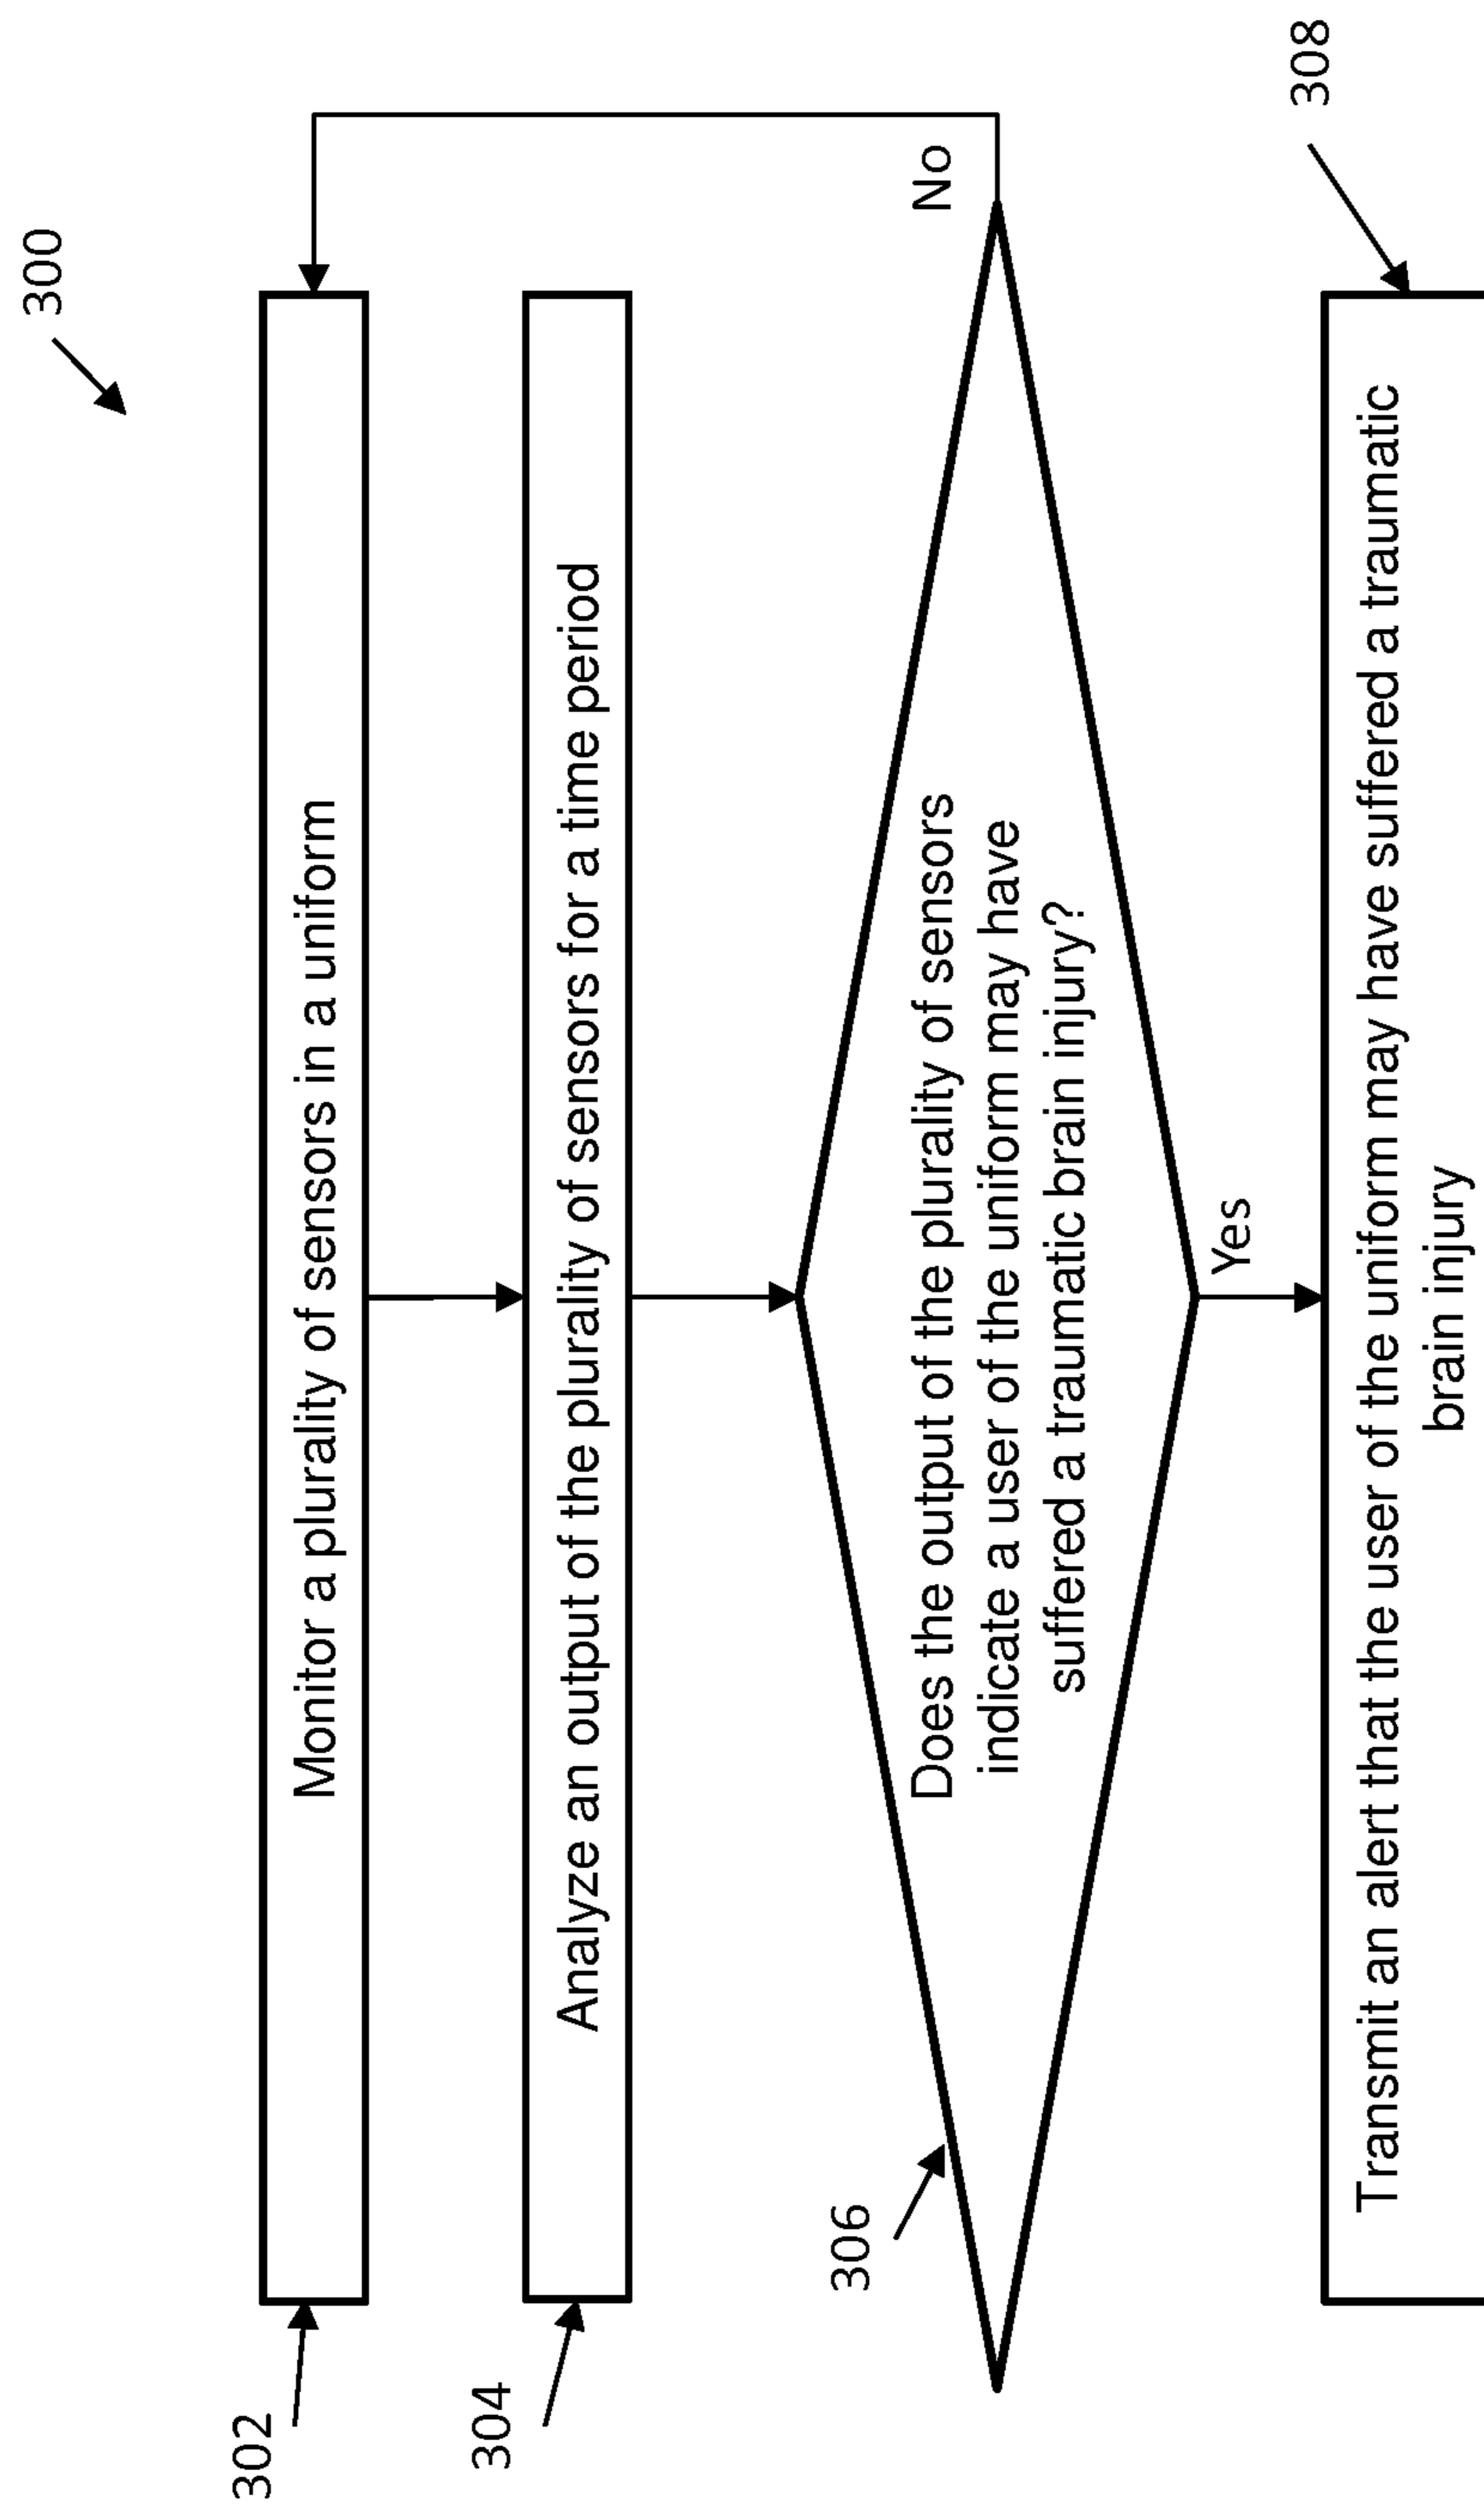 300
302
Monitor a plurality of sensors in a uniform
304
Analyze an output of the plurality of sensors for a time period
306
Does the output of the plurality of sensors
indicate a user of the uniform may have
suffered a traumatic brain injury?
No
Yes
308
Transmit an alert that the user of the uniform may have suffered a traumatic
brain injury